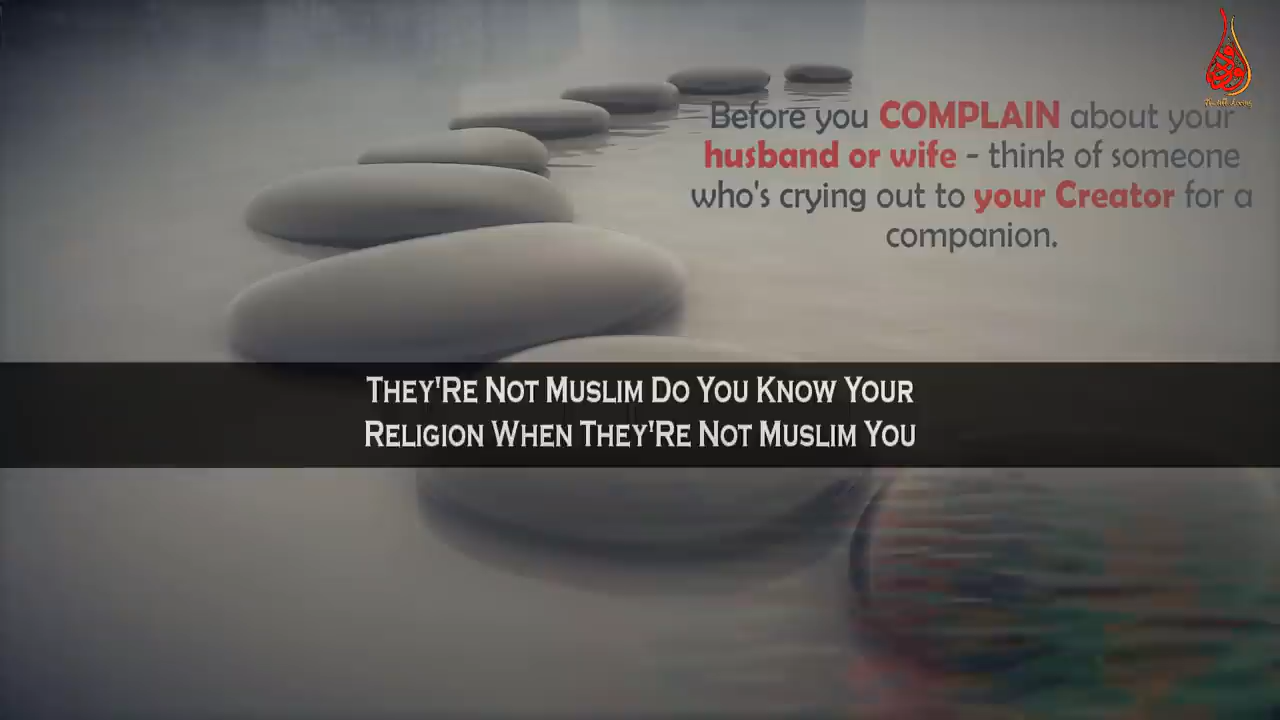 Before you COMPLAIN about your
husband or wife - think of someone
who's crying out to your Creator for a
companion.
They'Re Not Muslim Do You Know Your
Religion When They'Re Not Muslim You